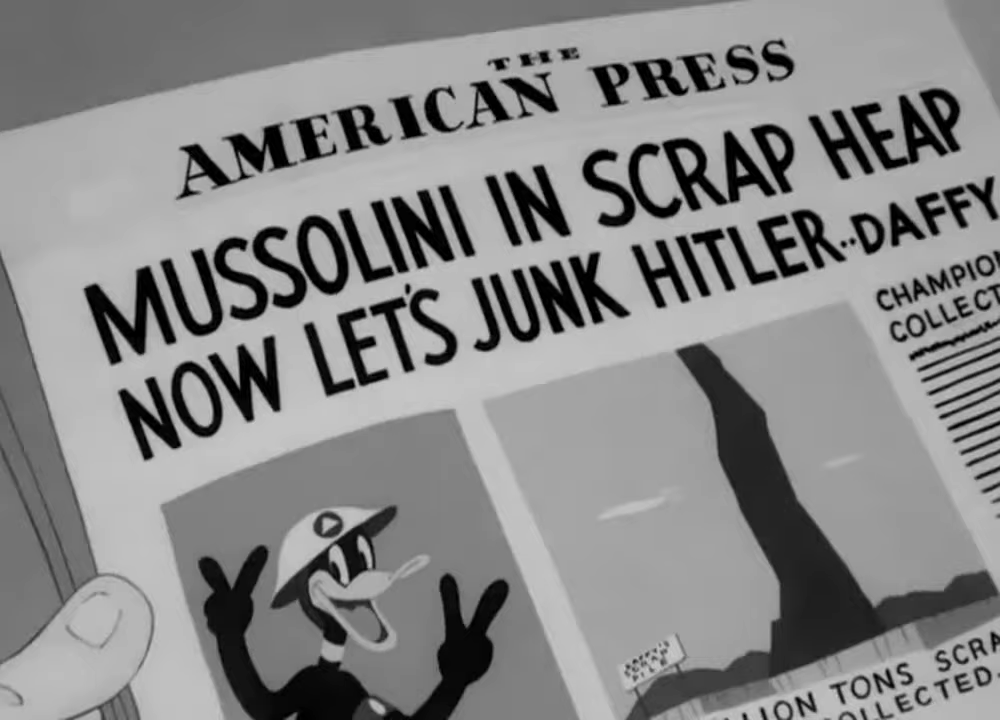 THE
AMERICAN PRESS
MUSSOLINI IN SCRAP HEAP
NOW LET'S JUNK HITLER..DAFFY
CHAMPION
COLLECT
SCRAP
PILE
LLION TONS SCRA
COLLECTED.